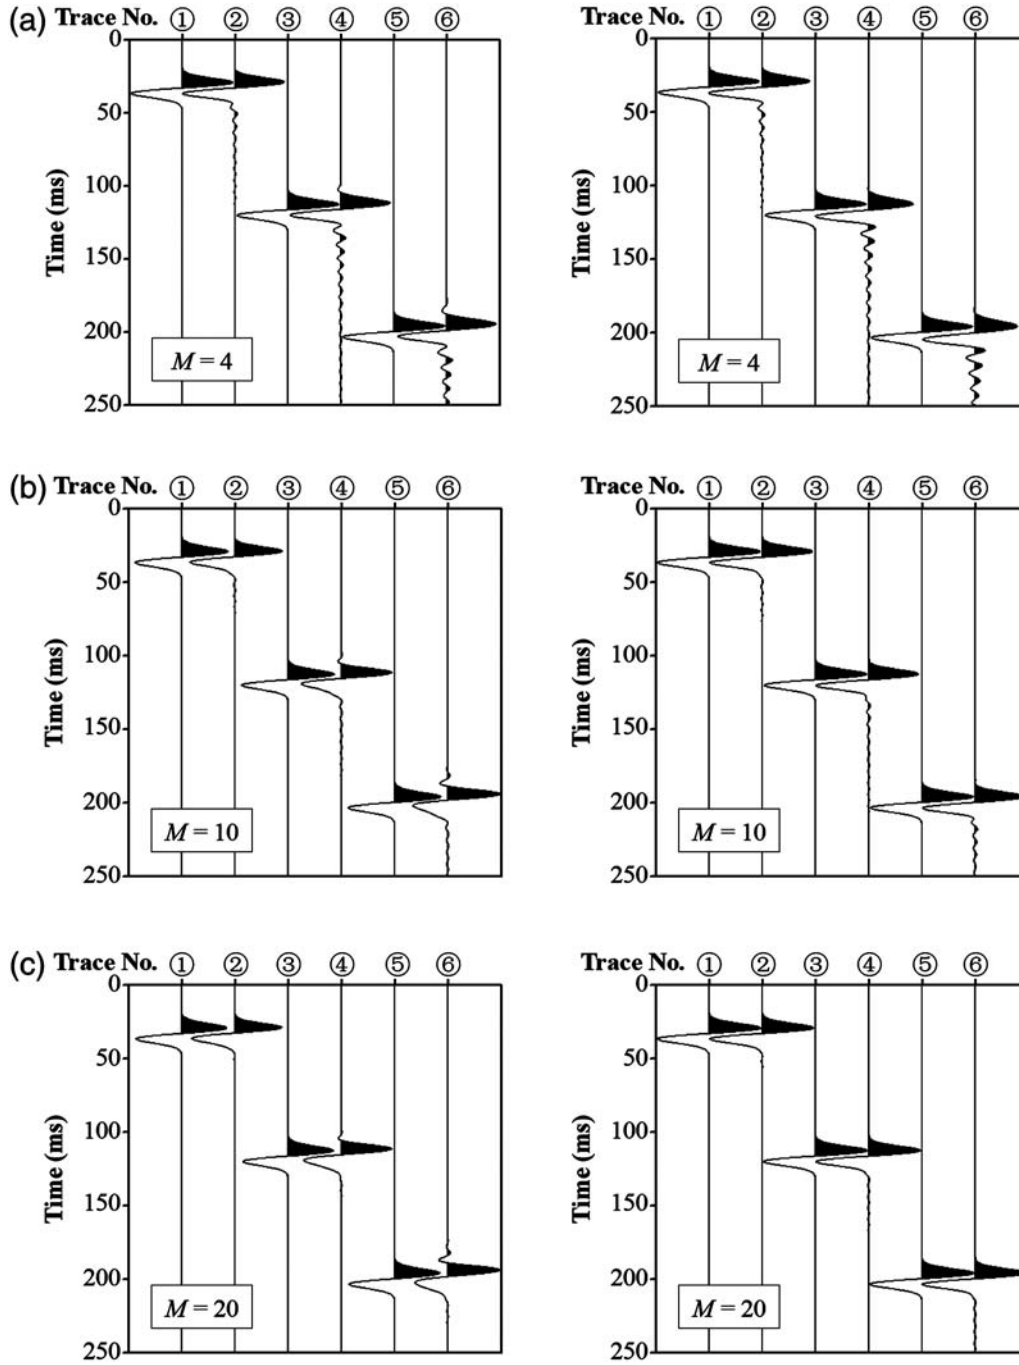 (a) Trace No. ① ② ③ ④ ⑤ ⑥
0
50
100
150
200
250
Time (ms)
M = 4
Trace No. ① ② ③ ④ ⑤ ⑥
0
50
100
150
200
250
Time (ms)
M = 4
(b) Trace No. ① ② ③ ④ ⑤ ⑥
0
50
100
150
200
250
Time (ms)
M = 10
Trace No. ① ② ③ ④ ⑤ ⑥
0
50
100
150
200
250
Time (ms)
M = 10
(c) Trace No. ① ② ③ ④ ⑤ ⑥
0
50
100
150
200
250
Time (ms)
M = 20
Trace No. ① ② ③ ④ ⑤ ⑥
0
50
100
150
200
250
Time (ms)
M = 20